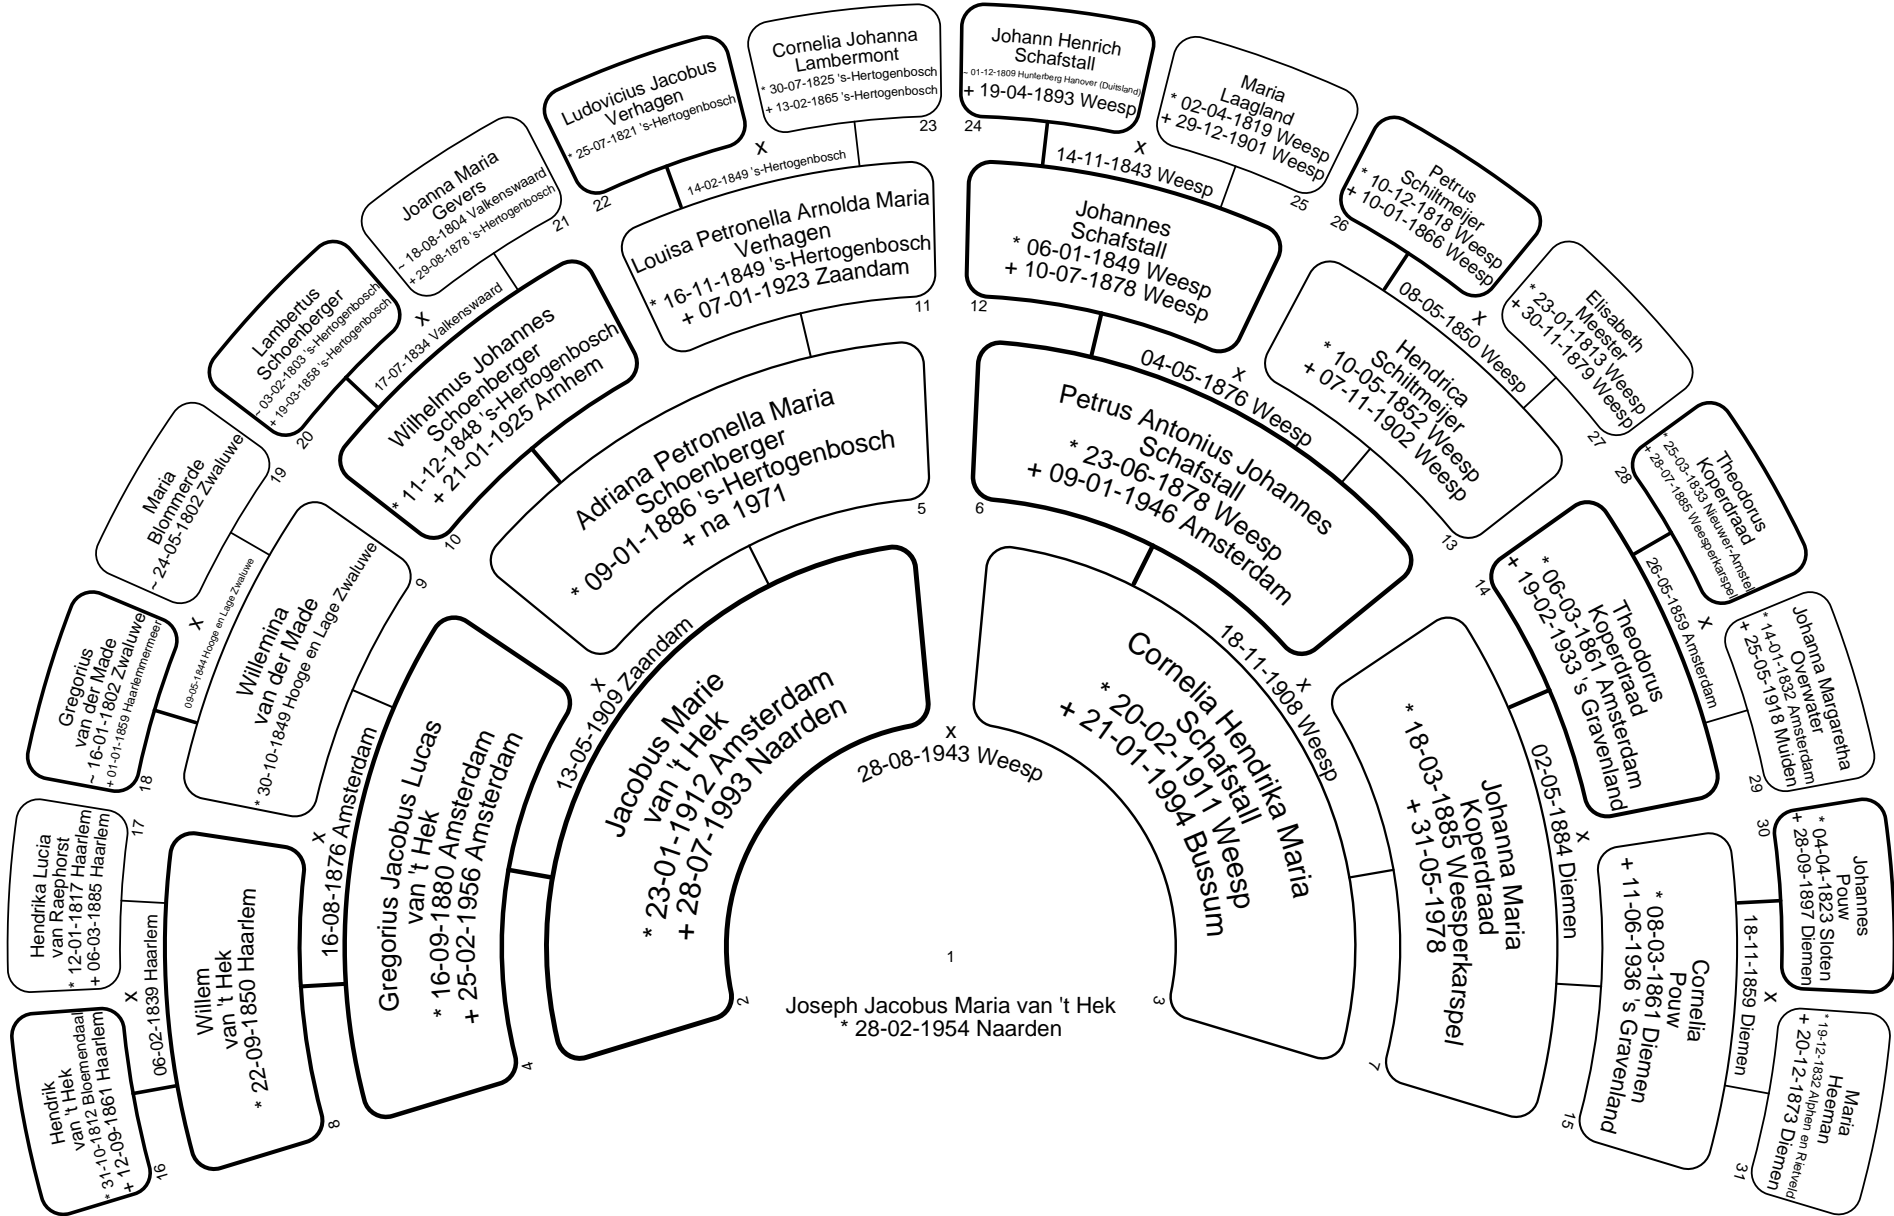 1
Joseph Jacobus Maria van 't Hek
* 28-02-1954 Naarden
2
Jacobus Marie
van 't Hek
* 23-01-1912 Amsterdam
+ 28-07-1993 Naarden
x
28-08-1943 Weesp
3
Cornelia Hendrika Maria
Schafstall
* 20-02-1911 Weesp
+ 21-01-1994 Bussum
4
Gregorius Jacobus Lucas
van 't Hek
* 16-09-1880 Amsterdam
+ 25-02-1956 Amsterdam
x
13-05-1909 Zaandam
5
Adriana Petronella Maria
Schoenberger
* 09-01-1886 's-Hertogenbosch
+ na 1971
6
Petrus Antonius Johannes
Schafstall
* 23-06-1878 Weesp
+ 09-01-1946 Amsterdam
x
18-11-1908 Weesp
7
Johanna Maria
Koperdraad
* 18-03-1885 Weesperkarspel
+ 31-05-1978
8
Willem
van 't Hek
* 22-09-1850 Haarlem
x
16-08-1876 Amsterdam
9
Willemina
van der Made
* 30-10-1849 Hooge en Lage Zwaluwe
10
Wilhelmus Johannes
Schoenberger
* 11-12-1848 's-Hertogenbosch
+ 21-01-1925 Arnhem
11
Louisa Petronella Arnolda Maria
Verhagen
* 16-11-1849 's-Hertogenbosch
+ 07-01-1923 Zaandam
12
Johannes
Schafstall
* 06-01-1849 Weesp
+ 10-07-1878 Weesp
x
04-05-1876 Weesp
13
Hendrica
Schiltmeijer
* 10-05-1852 Weesp
+ 07-11-1902 Weesp
14
Theodorus
Koperdraad
* 06-03-1861 Amsterdam
+ 19-02-1933 's Gravenland
x
02-05-1884 Diemen
15
Cornelia
Pouw
* 08-03-1861 Diemen
+ 11-06-1936 's Gravenland
16
Hendrik
van 't Hek
* 31-10-1812 Bloemendaal
+ 12-09-1861 Haarlem
x
06-02-1839 Haarlem
17
Hendrika Lucia
van Raephorst
* 12-01-1817 Haarlem
+ 06-03-1885 Haarlem
18
Gregorius
van der Made
~ 16-01-1802 Zwaluwe
+ 01-01-1859 Haarlemmermeer
x
09-05-1844 Hooge en Lage Zwaluwe
19
Maria
Blommerde
~ 24-05-1802 Zwaluwe
20
Lambertus
Schoenberger
~ 03-02-1803 's-Hertogenbosch
+ 19-03-1858 's-Hertogenbosch
x
17-07-1834 Valkenswaard
21
Joanna Maria
Gevers
~ 18-08-1804 Valkenswaard
+ 29-08-1878 's-Hertogenbosch
22
Ludovicius Jacobus
Verhagen
* 25-07-1821 's-Hertogenbosch
x
14-02-1849 's-Hertogenbosch
23
Cornelia Johanna
Lambermont
* 30-07-1825 's-Hertogenbosch
+ 13-02-1865 's-Hertogenbosch
24
Johann Henrich
Schafstall
~ 01-12-1809 Hunterberg Hanover (Duitsland)
+ 19-04-1893 Weesp
x
14-11-1843 Weesp
25
Maria
Laagland
* 02-04-1819 Weesp
+ 29-12-1901 Weesp
26
Petrus
Schiltmeijer
* 10-12-1818 Weesp
+ 10-01-1866 Weesp
x
08-05-1850 Weesp
27
Elisabeth
Meester
* 23-01-1813 Weesp
+ 30-11-1879 Weesp
28
Theodorus
Koperdraad
* 25-03-1833 Nieuwer-Amstel
+ 28-07-1885 Weesperkarspel
x
26-05-1859 Amsterdam
29
Johanna Margaretha
Overwater
* 14-01-1832 Amsterdam
+ 25-05-1918 Muiden
30
Johannes
Pouw
* 04-04-1823 Sloten
+ 28-09-1897 Diemen
x
18-11-1859 Diemen
31
Maria
Heeman
* 19-12-1832 Alphen en Rietveld
+ 20-12-1873 Diemen